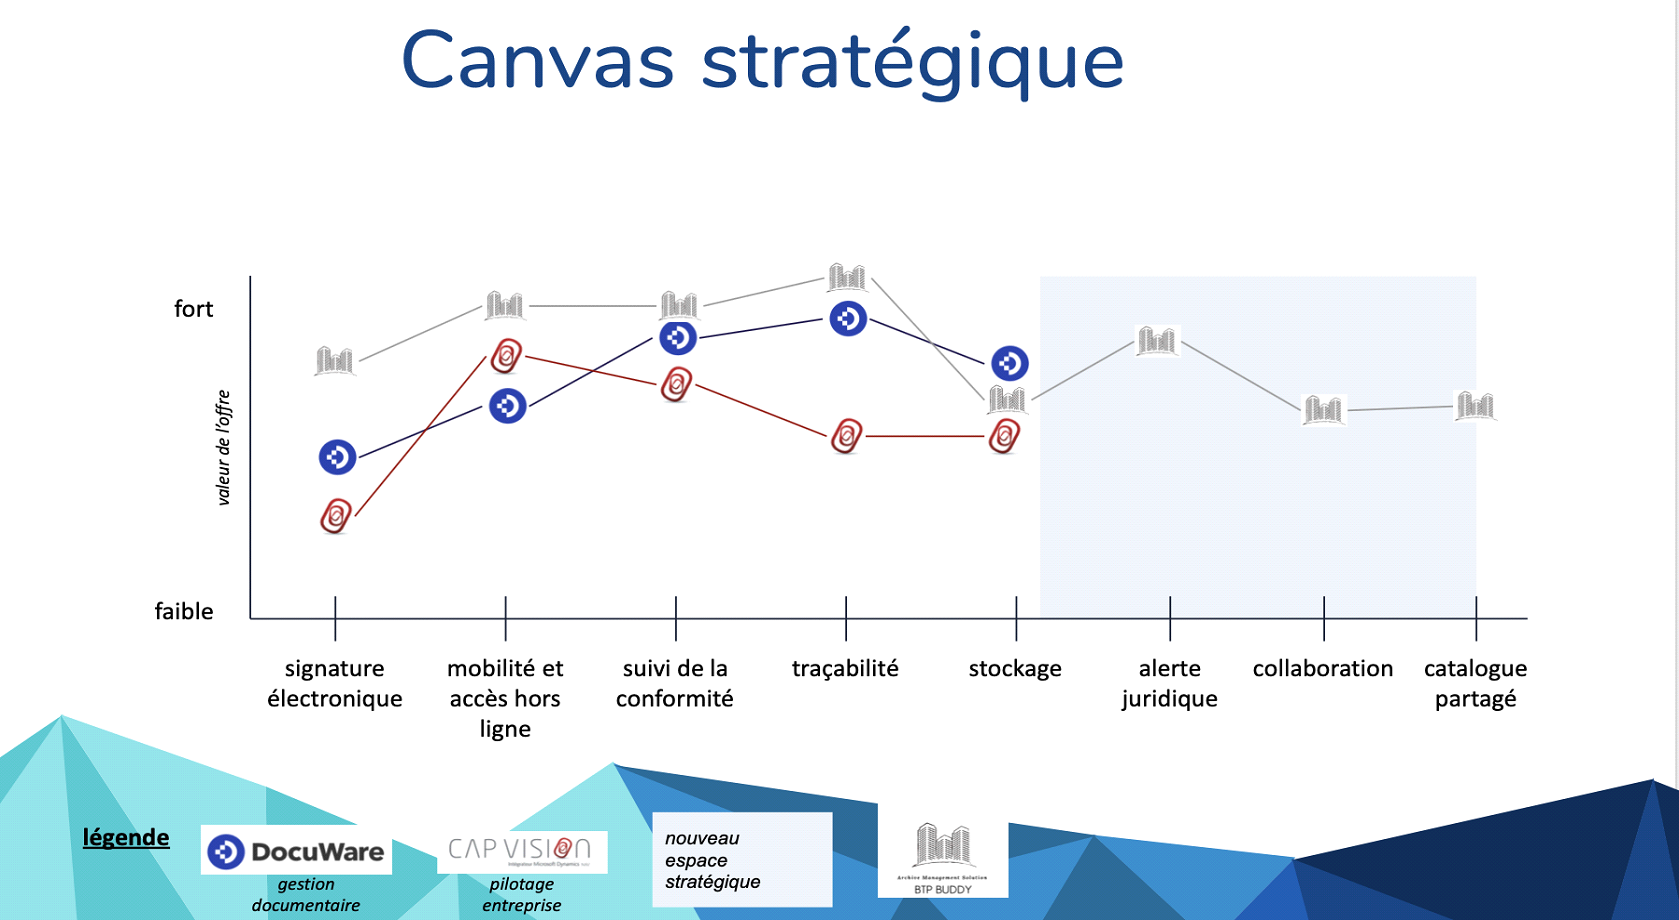 Canvas stratégique
fort
valeur de l'offre
faible
signature
électronique
mobilité et
accès hors
ligne
suivi de la
conformité
traçabilité
stockage
alerte
juridique
collaboration
catalogue
partagé
légende
DocuWare
gestion
documentaire
CAP VISION
Intégrateur Microsoft Dynamics
pilotage
entreprise
nouveau
espace
stratégique
Archive Management Solution
BTP BUDDY